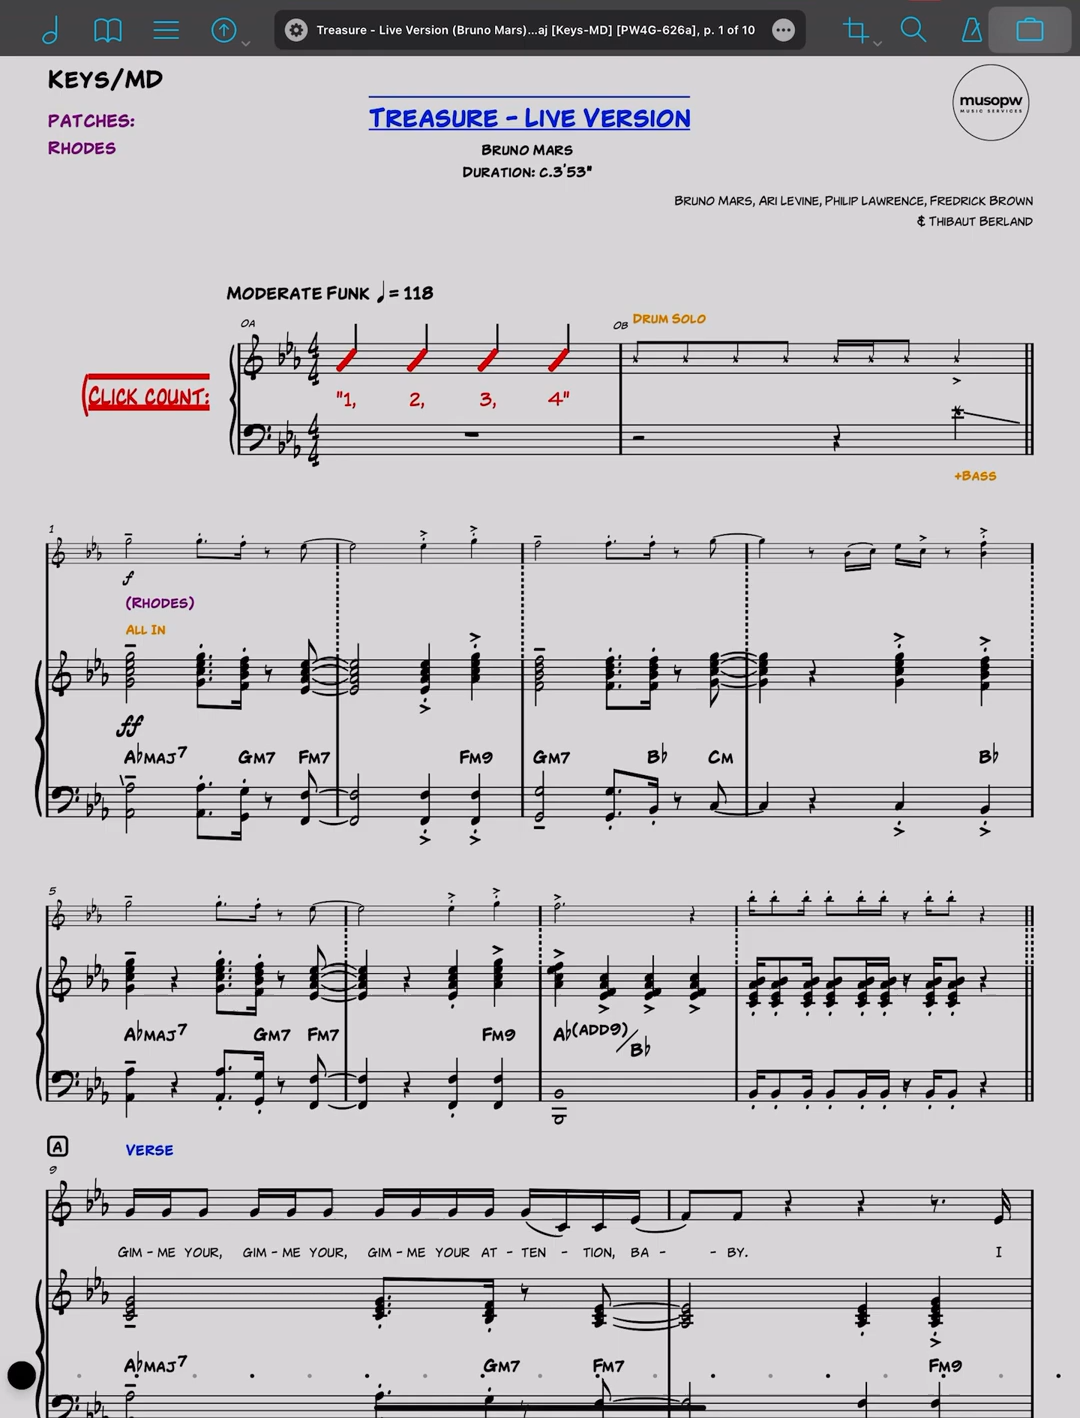 Treasure - Live Version (Bruno Mars)...aj [Keys-MD] [PW4G-626a], p. 1 of 10
KEYS/MD
PATCHES:
RHODES
TREASURE - LIVE VERSION
BRUNO MARS
DURATION: C.3'53"
musopw
MUSIC SERVICES
BRUNO MARS, ARI LEVINE, PHILIP LAWRENCE, FREDRICK BROWN
& THIBAUT BERLAND
MODERATE FUNK ♩= 118
0A
0B DRUM SOLO
CLICK COUNT:
"1, 2, 3, 4"
+BASS
1
f
(RHODES)
ALL IN
ff
A♭MAJ7 GM7 FM7 FM9 GM7 B♭ CM B♭
5
A♭MAJ7 GM7 FM7 FM9 A♭(ADD9)/B♭
A VERSE
9
GIM - ME YOUR, GIM - ME YOUR, GIM - ME YOUR AT - TEN - TION, BA - - BY. I
A♭MAJ7 GM7 FM7 FM9